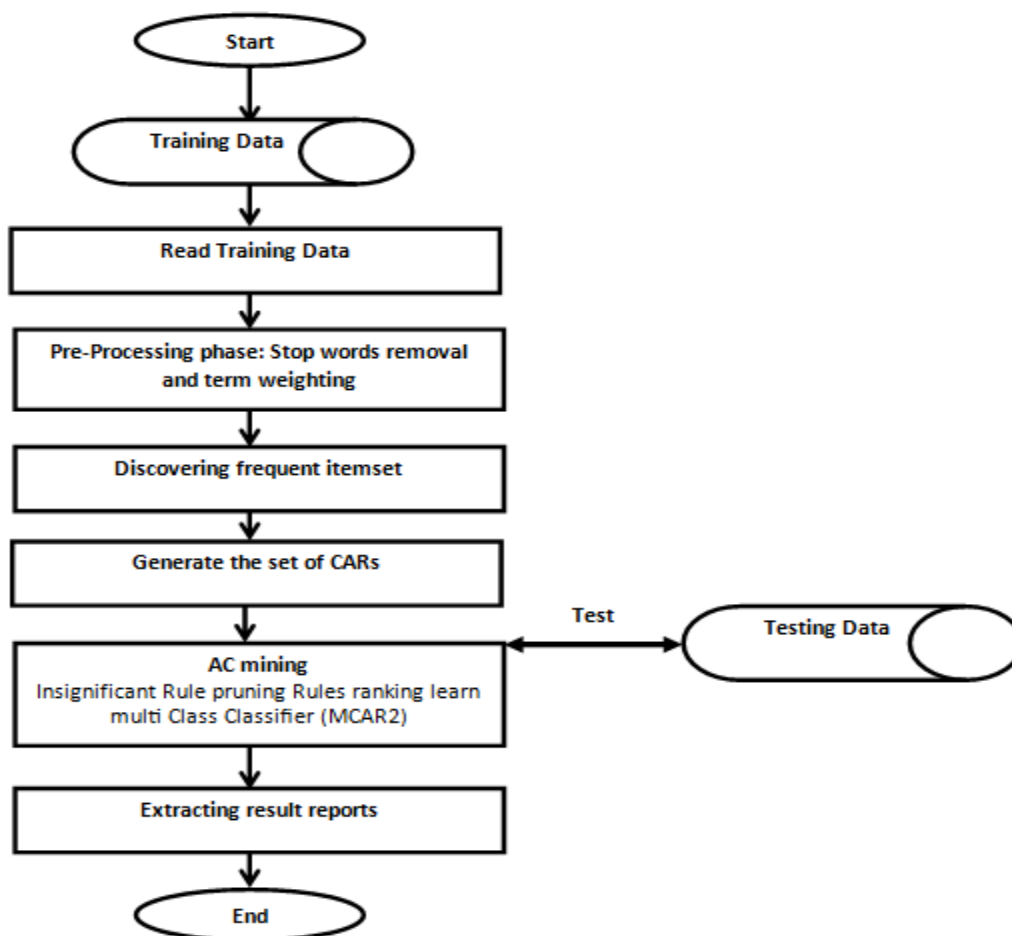 Start
Training Data
Read Training Data
Pre-Processing phase: Stop words removal
and term weighting
Discovering frequent itemset
Generate the set of CARs
Test
Testing Data
AC mining
Insignificant Rule pruning Rules ranking learn
multi Class Classifier (MCAR2)
Extracting result reports
End